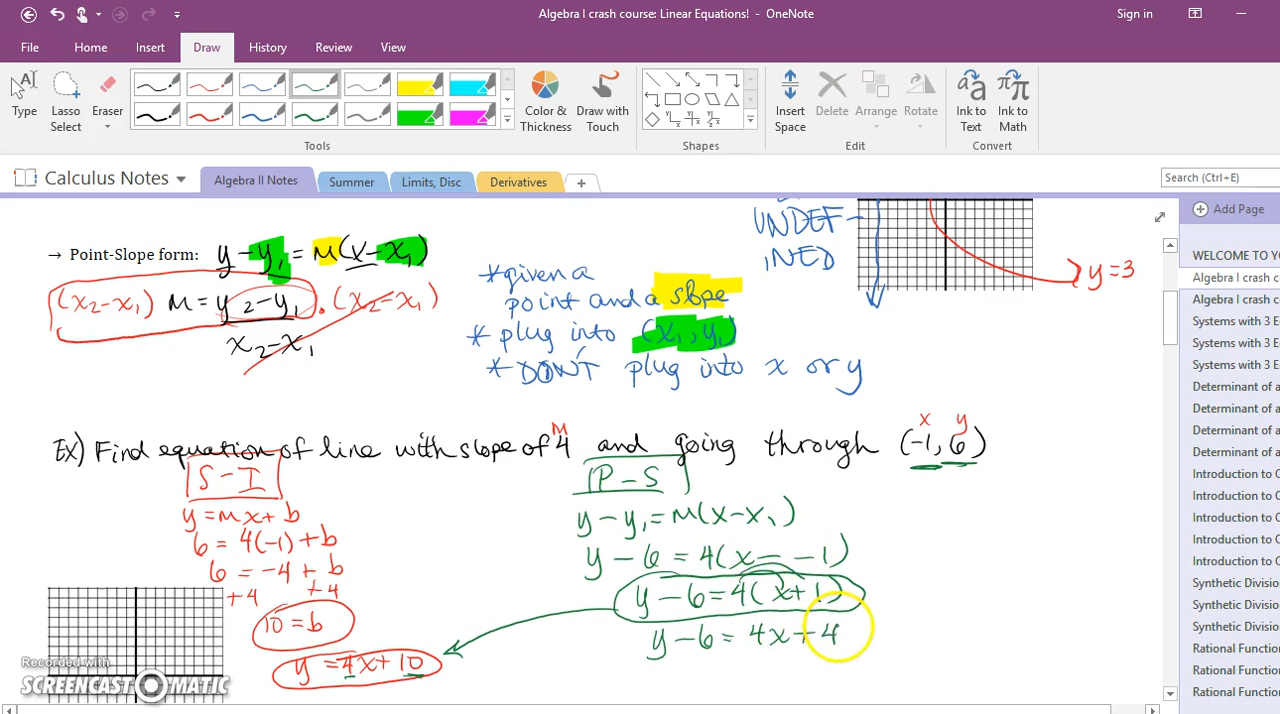 Algebra I crash course: Linear Equations! - OneNote
Sign in
File Home Insert Draw History Review View
Type
Lasso Select
Eraser
Color & Thickness
Draw with Touch
Insert Space
Delete
Arrange
Rotate
Ink to Text
Ink to Math
Tools
Shapes
Edit
Convert
Calculus Notes
Algebra II Notes
Summer
Limits, Disc
Derivatives
Search (Ctrl+E)
Add Page
WELCOME TO Y
Algebra I crash c
Algebra I crash c
Systems with 3 E
Systems with 3 E
Systems with 3 E
Determinant of a
Determinant of a
Determinant of a
Determinant of a
Introduction to C
Introduction to C
Introduction to C
Introduction to C
Introduction to C
Synthetic Division
Synthetic Divisio
Synthetic Divisio
Rational Function
Rational Functio
Rational Functio
UNDEF-
INED
y=3
→ Point-Slope form: y - y₁ = m(x - x₁)
(x₂-x₁) m = y₂-y₁ . (x₂-x₁)
x₂-x₁
*given a
point and a slope
* plug into (x₁, y₁)
*DON'T plug into x or y
m
x y
Ex) Find equation of line with slope of 4 and going through (-1, 6)
S-I
y = mx + b
6 = 4(-1) + b
6 = -4 + b
+4 +4
10 = b
y = 4x + 10
P-S
y - y₁ = m(x - x₁)
y - 6 = 4(x - -1)
y - 6 = 4(x+1)
y - 6 = 4x + 4
Recorded with
SCREENCAST-O-MATIC